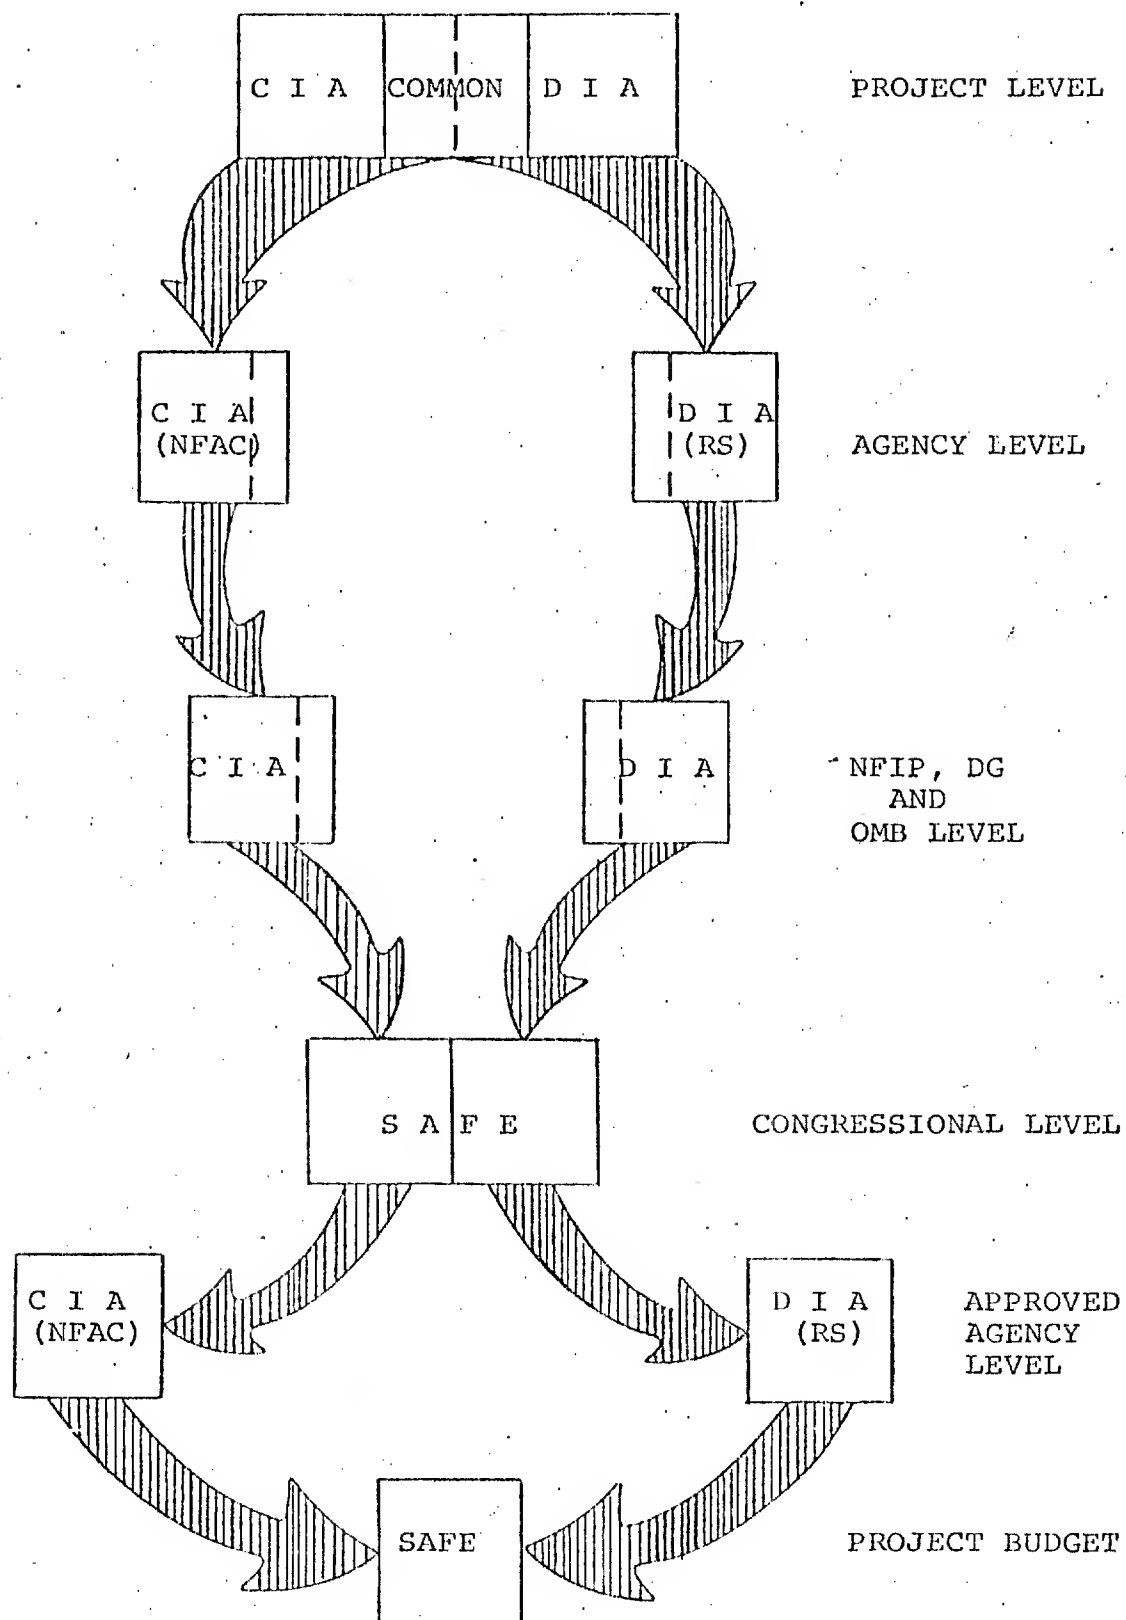 C I A COMMON D I A PROJECT LEVEL
C I A
(NFAC)
D I A
(RS)
AGENCY LEVEL
C I A
D I A
NFIP, DG
AND
OMB LEVEL
S A F E CONGRESSIONAL LEVEL
C I A
(NFAC)
D I A
(RS)
APPROVED
AGENCY
LEVEL
SAFE PROJECT BUDGET